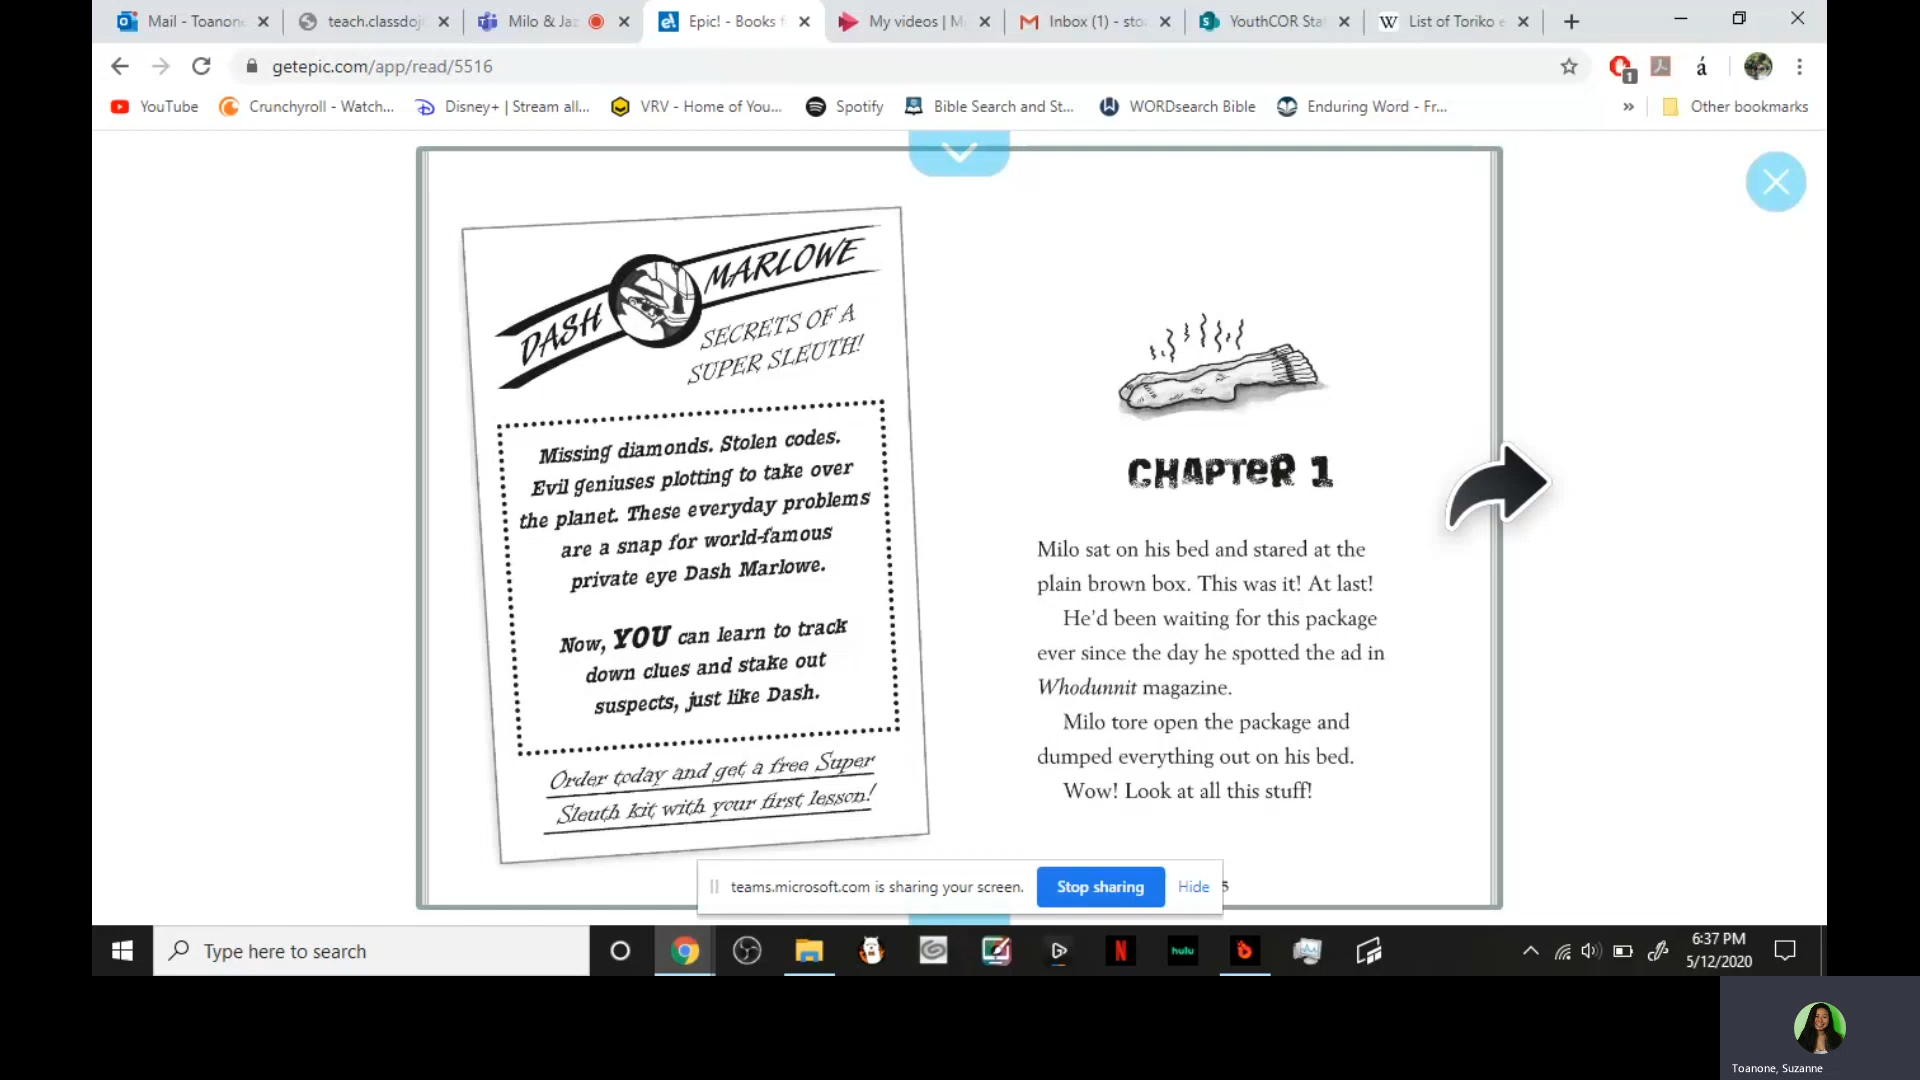 Mail - Toanone
teach.classdoj
Milo & Jaz
Epic! - Books f
My videos | M
Inbox (1) - sto
YouthCOR Sta
List of Toriko e
getepic.com/app/read/5516
YouTube
Crunchyroll - Watch...
Disney+ | Stream all...
VRV - Home of You...
Spotify
Bible Search and St...
WORDsearch Bible
Enduring Word - Fr...
Other bookmarks
DASH MARLOWE
SECRETS OF A
SUPER SLEUTH!
Missing diamonds. Stolen codes.
Evil geniuses plotting to take over
the planet. These everyday problems
are a snap for world-famous
private eye Dash Marlowe.
Now, YOU can learn to track
down clues and stake out
suspects, just like Dash.
Order today and get a free Super
Sleuth kit with your first lesson!
CHAPTER 1
Milo sat on his bed and stared at the
plain brown box. This was it! At last!
He'd been waiting for this package
ever since the day he spotted the ad in
Whodunnit magazine.
Milo tore open the package and
dumped everything out on his bed.
Wow! Look at all this stuff!
5
teams.microsoft.com is sharing your screen.
Stop sharing
Hide
Type here to search
hulu
6:37 PM
5/12/2020
Toanone, Suzanne